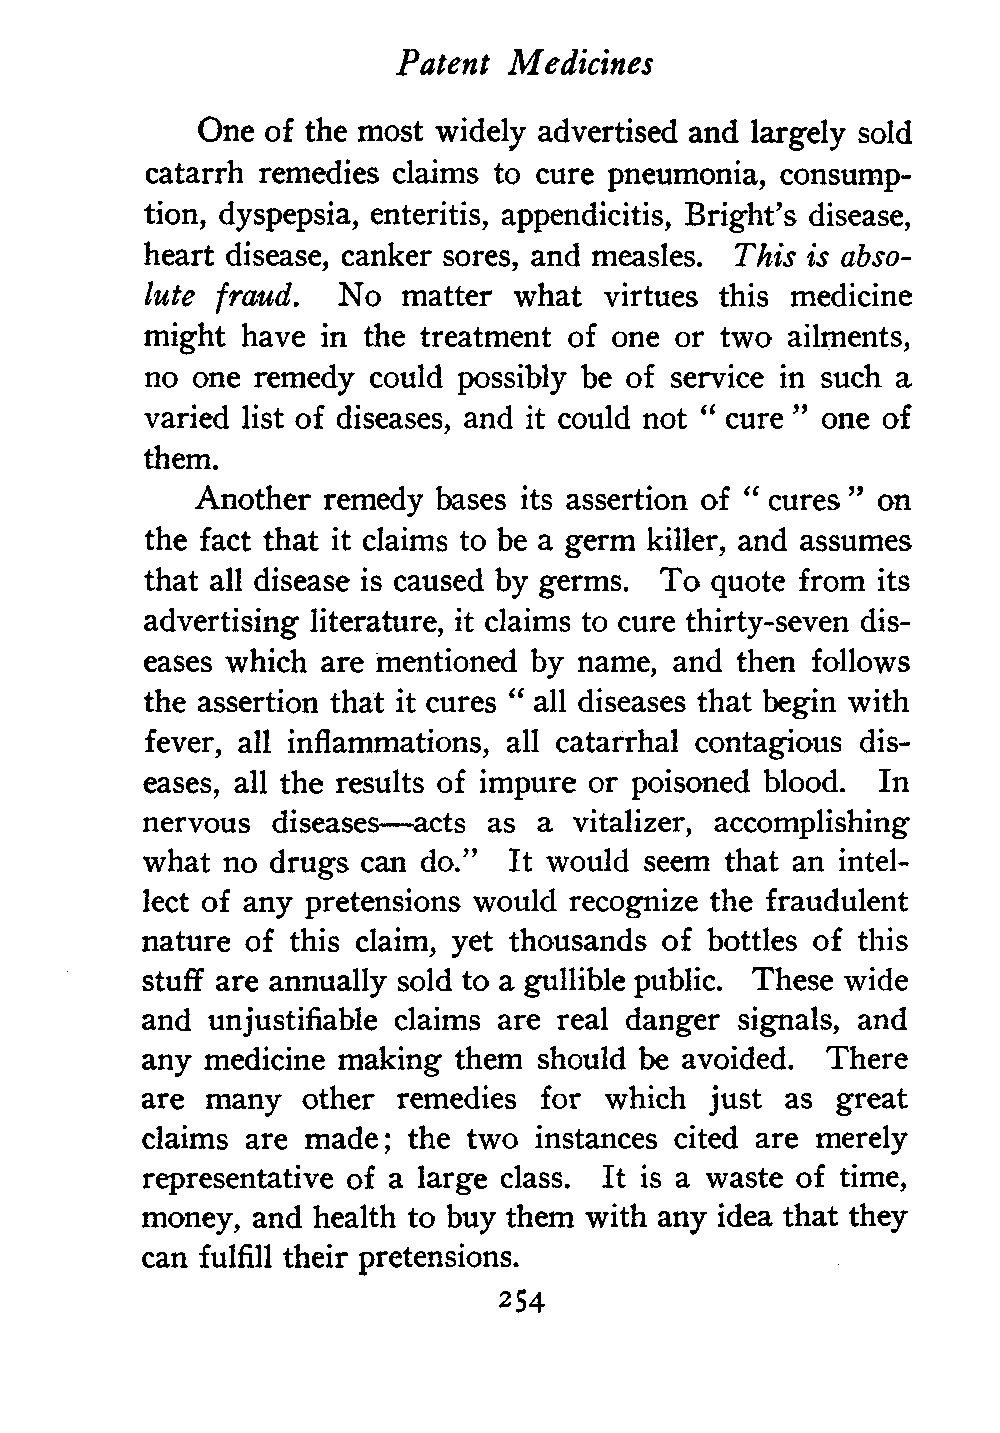 Patent Medicines
One of the most widely advertised and largely sold
catarrh remedies claims to cure pneumonia, consump-
tion, dyspepsia, enteritis, appendicitis, Bright's disease,
heart disease, canker sores, and measles. This is abso-
lute fraud. No matter what virtues this medicine
might have in the treatment of one or two ailments,
no one remedy could possibly be of service in such a
varied list of diseases, and it could not “ cure ” one of
them.
Another remedy bases its assertion of “ cures ” on
the fact that it claims to be a germ killer, and assumes
that all disease is caused by germs. To quote from its
advertising literature, it claims to cure thirty-seven dis-
eases which are mentioned by name, and then follows
the assertion that it cures “ all diseases that begin with
fever, all inflammations, all catarrhal contagious dis-
eases, all the results of impure or poisoned blood. In
nervous diseases—acts as a vitalizer, accomplishing
what no drugs can do.” It would seem that an intel-
lect of any pretensions would recognize the fraudulent
nature of this claim, yet thousands of bottles of this
stuff are annually sold to a gullible public. These wide
and unjustifiable claims are real danger signals, and
any medicine making them should be avoided. There
are many other remedies for which just as great
claims are made; the two instances cited are merely
representative of a large class. It is a waste of time,
money, and health to buy them with any idea that they
can fulfill their pretensions.
254